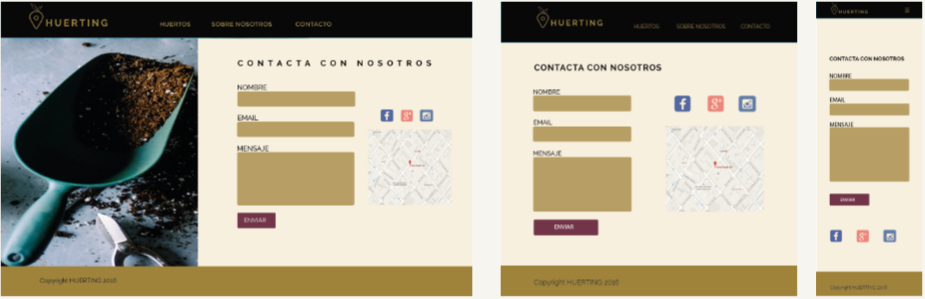 HUERTING
HUERTOS SOBRE NOSOTROS CONTACTO
CONTACTA CON NOSOTROS
NOMBRE
EMAIL
MENSAJE
ENVIAR
Copyright HUERTING 2016
HUERTING
HUERTOS SOBRE NOSOTROS CONTACTO
CONTACTA CON NOSOTROS
NOMBRE
EMAIL
MENSAJE
ENVIAR
Copyright HUERTING 2016
HUERTING
CONTACTA CON NOSOTROS
NOMBRE
EMAIL
MENSAJE
ENVIAR
Copyright HUERTING 2016